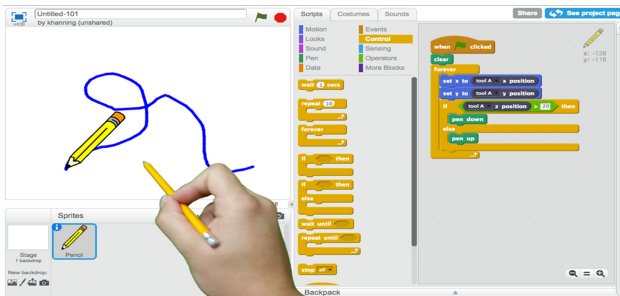 Untitled-101
by khanning (unshared)
Scripts
Costumes
Sounds
Share
See project page
Motion
Looks
Sound
Pen
Data
Events
Control
Sensing
Operators
More Blocks
wait 1 secs
repeat 10
forever
if then
if then
else
wait until
repeat until
stop all
when clicked
clear
forever
set x to tool A x position
set y to tool A y position
if tool A z position > 20 then
pen down
else
pen up
x: -138
y: -118
Sprites
Stage
1 backdrop
New backdrop:
Pencil
Backpack